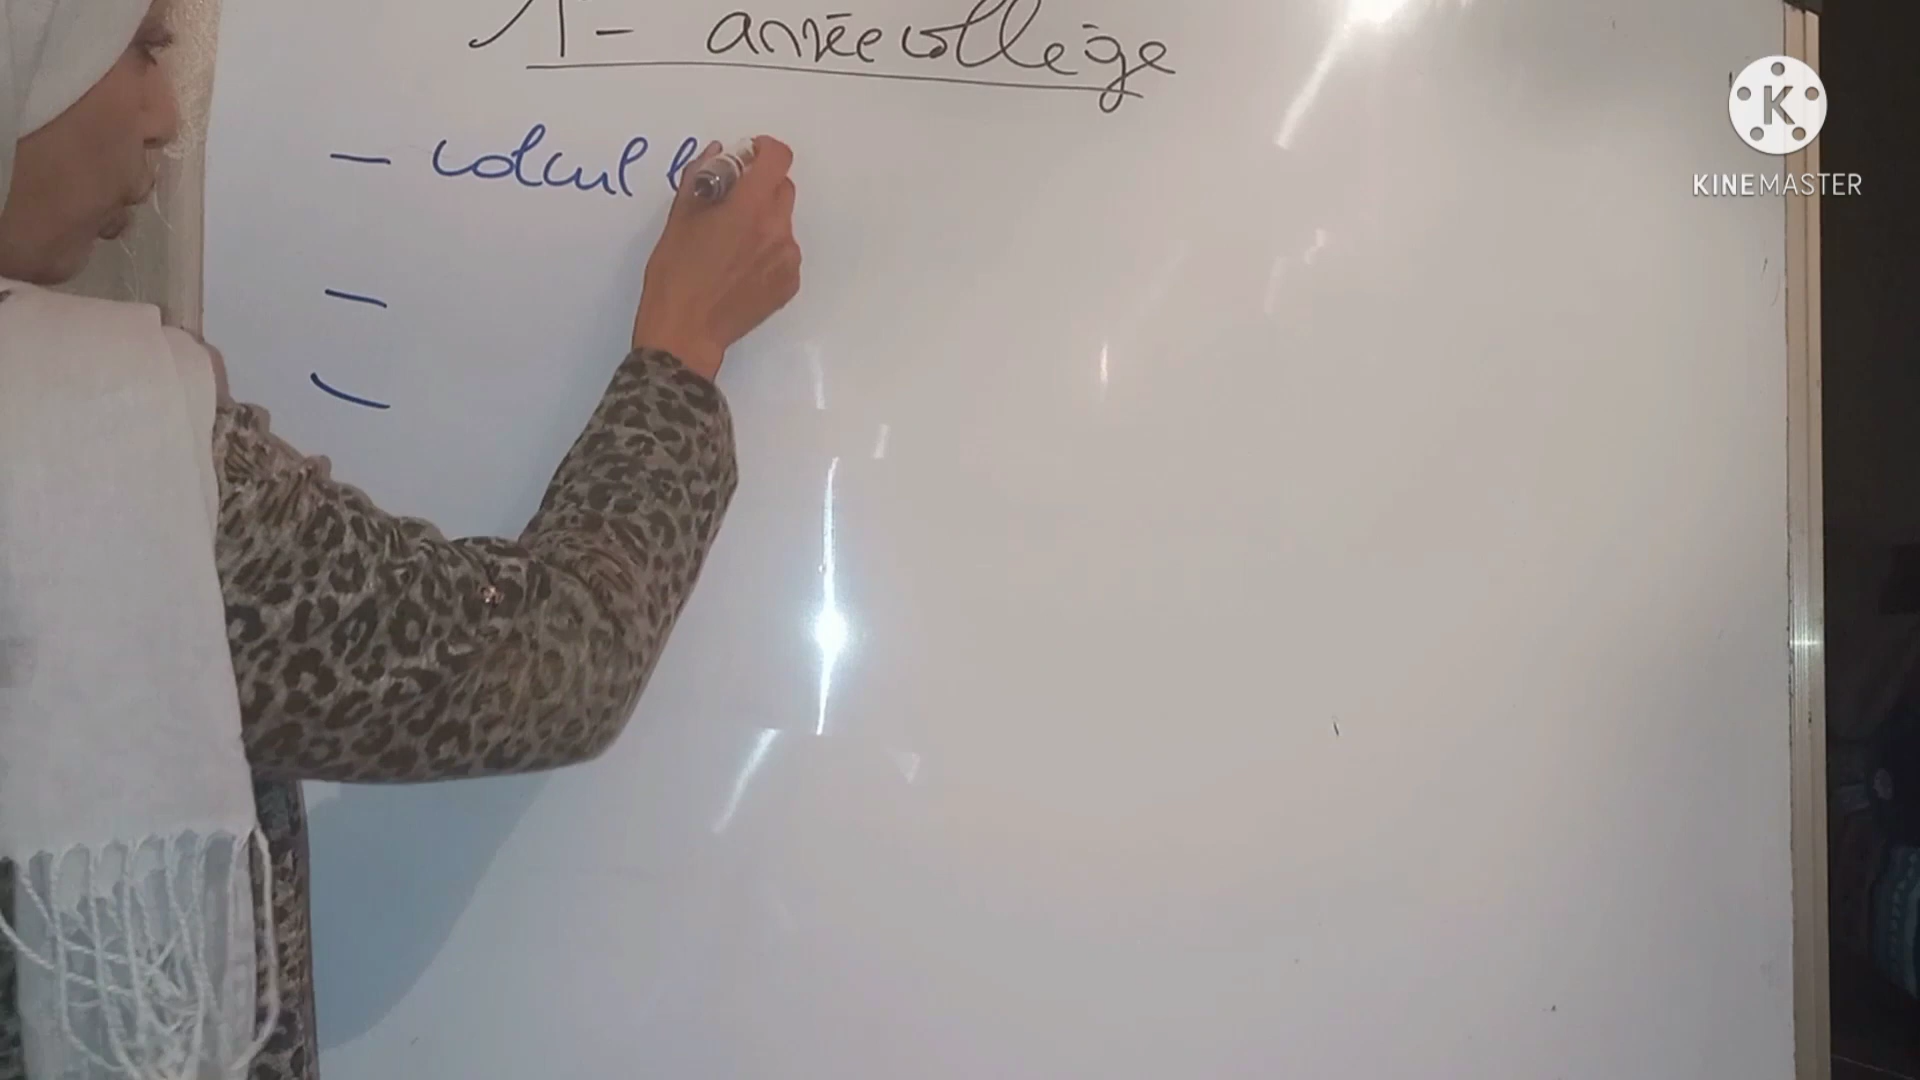 1 - année collège
K
KINEMASTER
- calcul
-
-